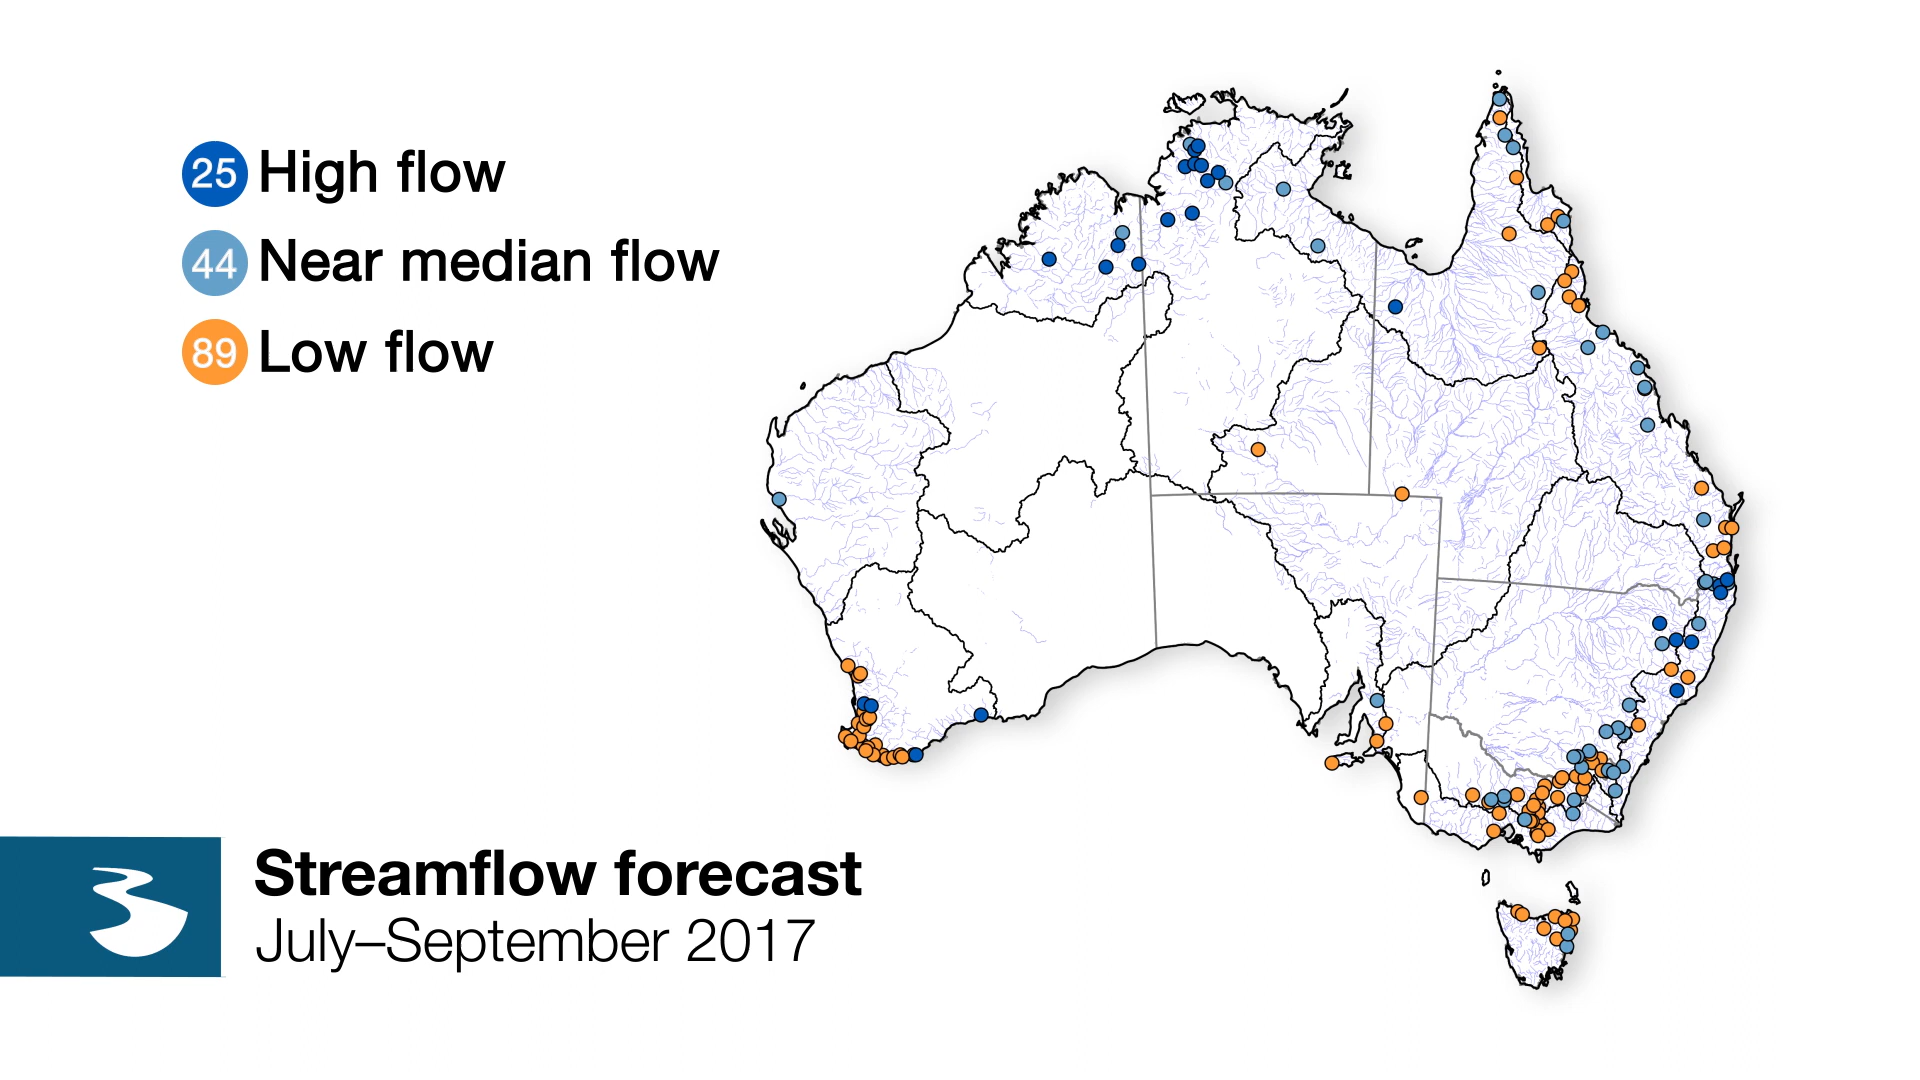 25 High flow
44 Near median flow
89 Low flow
Streamflow forecast
July–September 2017